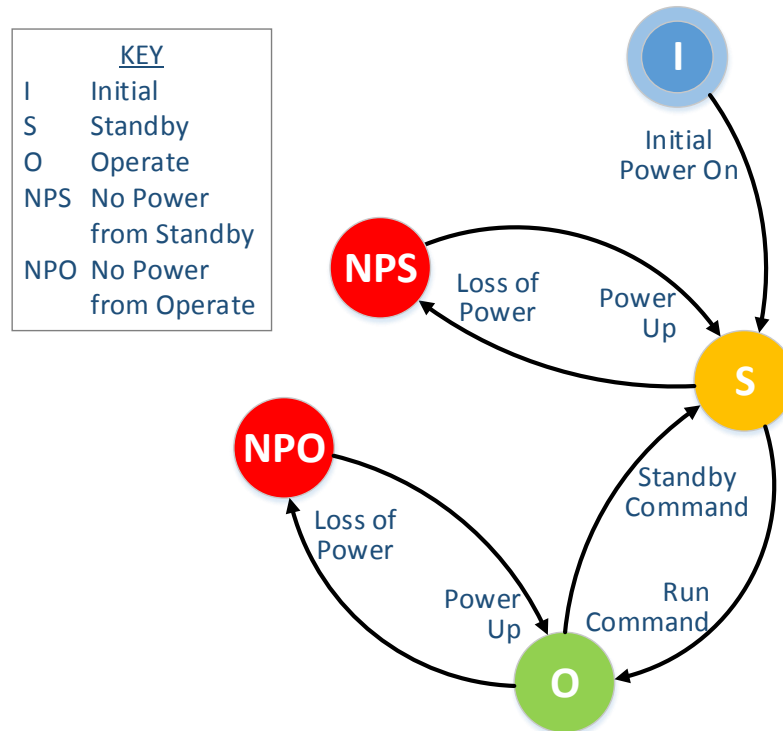 KEY
I Initial
S Standby
O Operate
NPS No Power
from Standby
NPO No Power
from Operate
I
Initial
Power On
NPS
Loss of
Power
Power
Up
S
NPO
Loss of
Power
Standby
Command
Power
Up
Run
Command
O